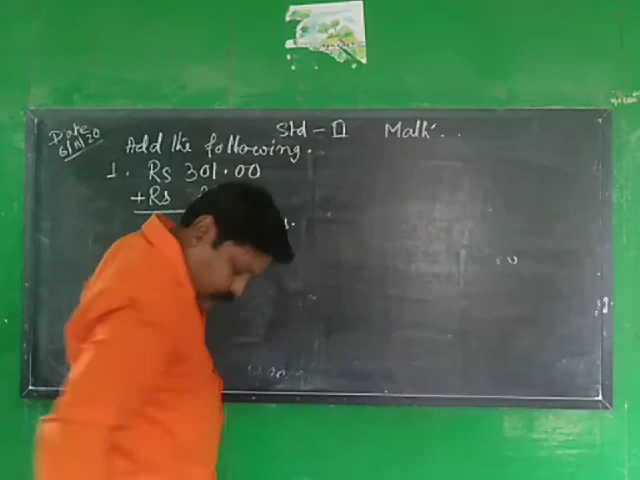 Std - II Math
Date
6/11/20
Add the following.
1. Rs 301.00
+ Rs